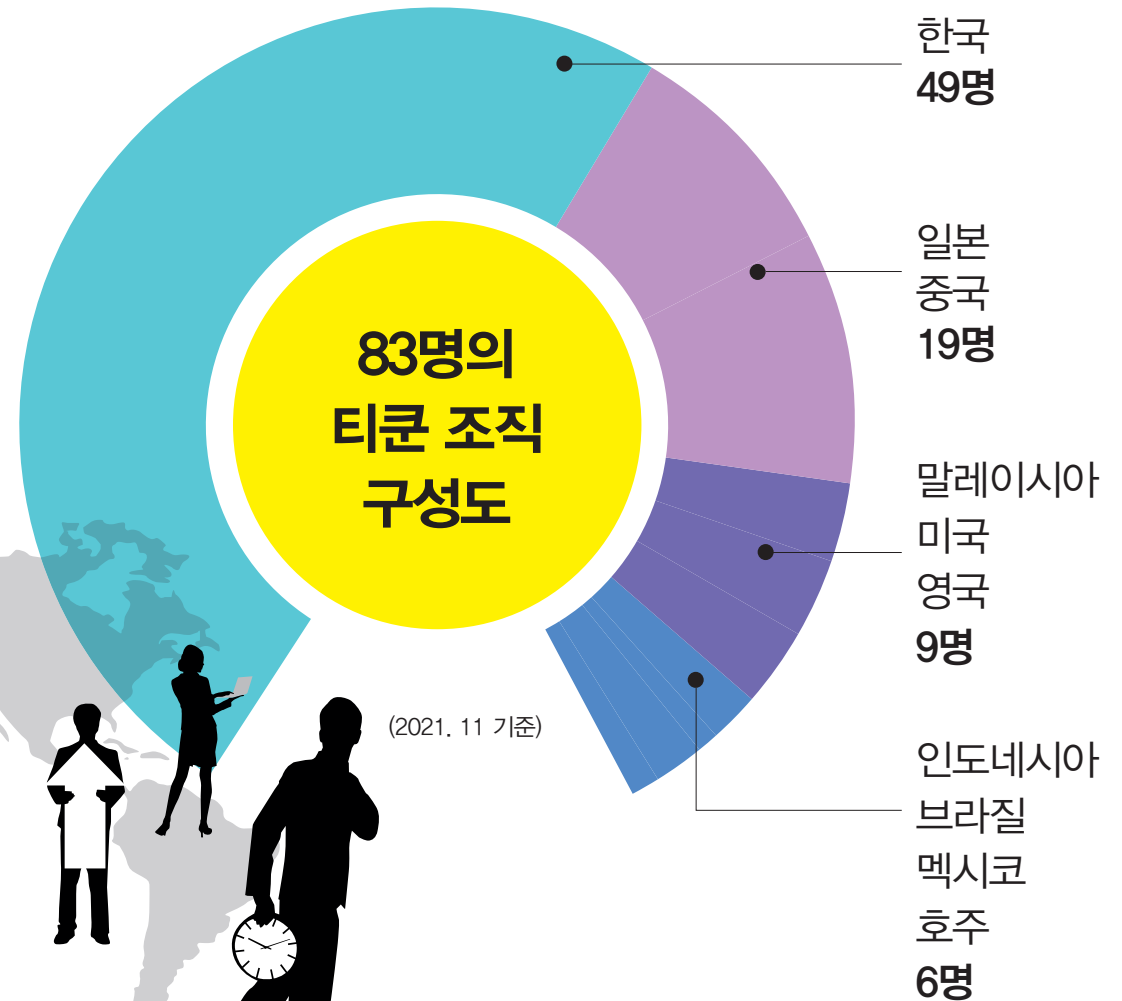 83명의
티쿤 조직
구성도
(2021. 11 기준)
한국
49명
일본
중국
19명
말레이시아
미국
영국
9명
인도네시아
브라질
멕시코
호주
6명